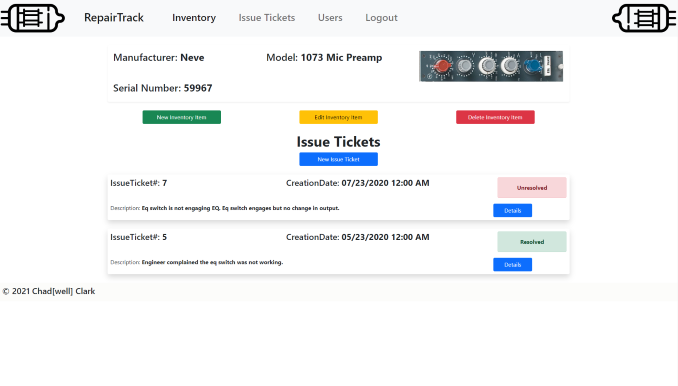 RepairTrack Inventory Issue Tickets Users Logout
Manufacturer: Neve Model: 1073 Mic Preamp
Serial Number: 59967
New Inventory Item Edit Inventory Item Delete Inventory Item
Issue Tickets
New Issue Ticket
IssueTicket#: 7 CreationDate: 07/23/2020 12:00 AM Unresolved
Description: Eq switch is not engaging EQ. Eq switch engages but no change in output. Details
IssueTicket#: 5 CreationDate: 05/23/2020 12:00 AM Resolved
Description: Engineer complained the eq switch was not working. Details
© 2021 Chad[well] Clark